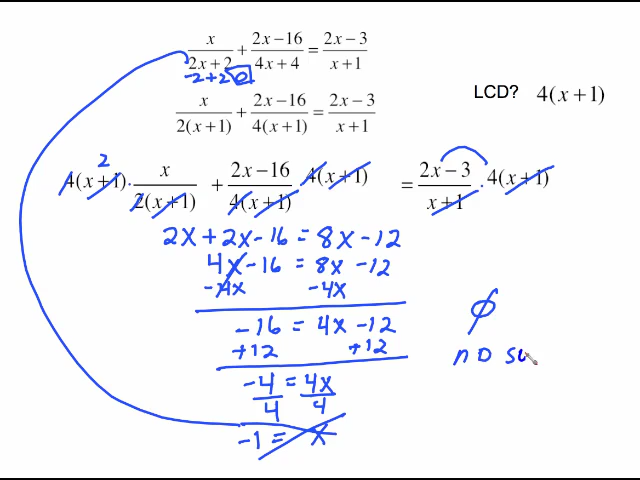 x/(2x+2) + (2x−16)/(4x+4) = (2x−3)/(x+1)
−2+2 0
LCD? 4(x+1)
x/(2(x+1)) + (2x−16)/(4(x+1)) = (2x−3)/(x+1)
2
4(x+1)· x/(2(x+1)) + (2x−16)/(4(x+1)) · 4(x+1) = (2x−3)/(x+1) · 4(x+1)
2x+2x−16 = 8x−12
4x−16 = 8x−12
−4x −4x
−16 = 4x−12
+12 +12
−4/4 = 4x/4
−1 = x
∅
no so